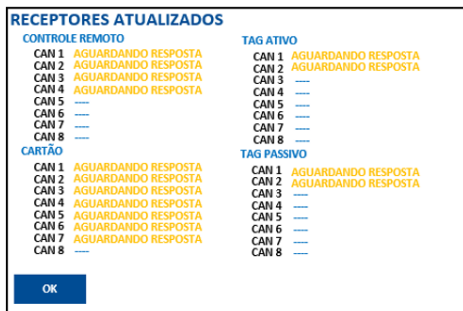 RECEPTORES ATUALIZADOS
CONTROLE REMOTO
CAN 1 AGUARDANDO RESPOSTA
CAN 2 AGUARDANDO RESPOSTA
CAN 3 AGUARDANDO RESPOSTA
CAN 4 AGUARDANDO RESPOSTA
CAN 5 ----
CAN 6 ----
CAN 7 ----
CAN 8 ----
CARTÃO
CAN 1 AGUARDANDO RESPOSTA
CAN 2 AGUARDANDO RESPOSTA
CAN 3 AGUARDANDO RESPOSTA
CAN 4 AGUARDANDO RESPOSTA
CAN 5 AGUARDANDO RESPOSTA
CAN 6 AGUARDANDO RESPOSTA
CAN 7 AGUARDANDO RESPOSTA
CAN 8 ----
TAG ATIVO
CAN 1 AGUARDANDO RESPOSTA
CAN 2 AGUARDANDO RESPOSTA
CAN 3 ----
CAN 4 ----
CAN 5 ----
CAN 6 ----
CAN 7 ----
CAN 8 ----
TAG PASSIVO
CAN 1 AGUARDANDO RESPOSTA
CAN 2 AGUARDANDO RESPOSTA
CAN 3 ----
CAN 4 ----
CAN 5 ----
CAN 6 ----
CAN 7 ----
CAN 8 ----
OK